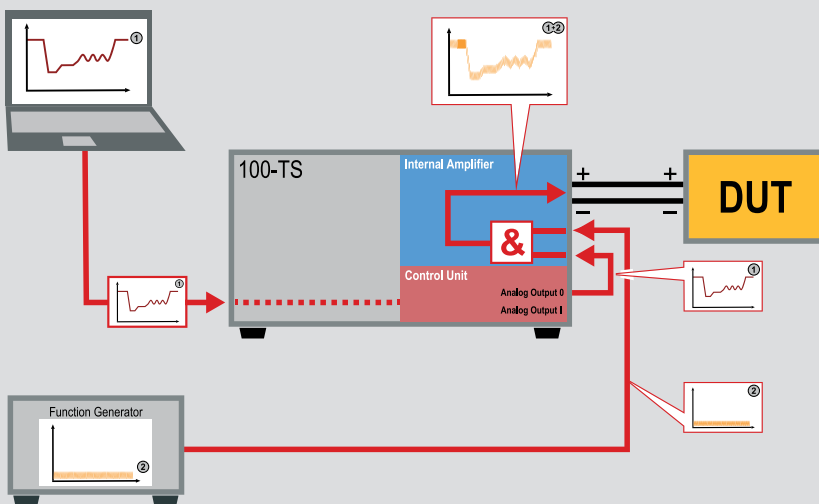 ①
①+②
100-TS
Internal Amplifier
+
+
DUT
−
−
&
Control Unit
Analog Output 0
Analog Output I
①
①
Function Generator
②
②